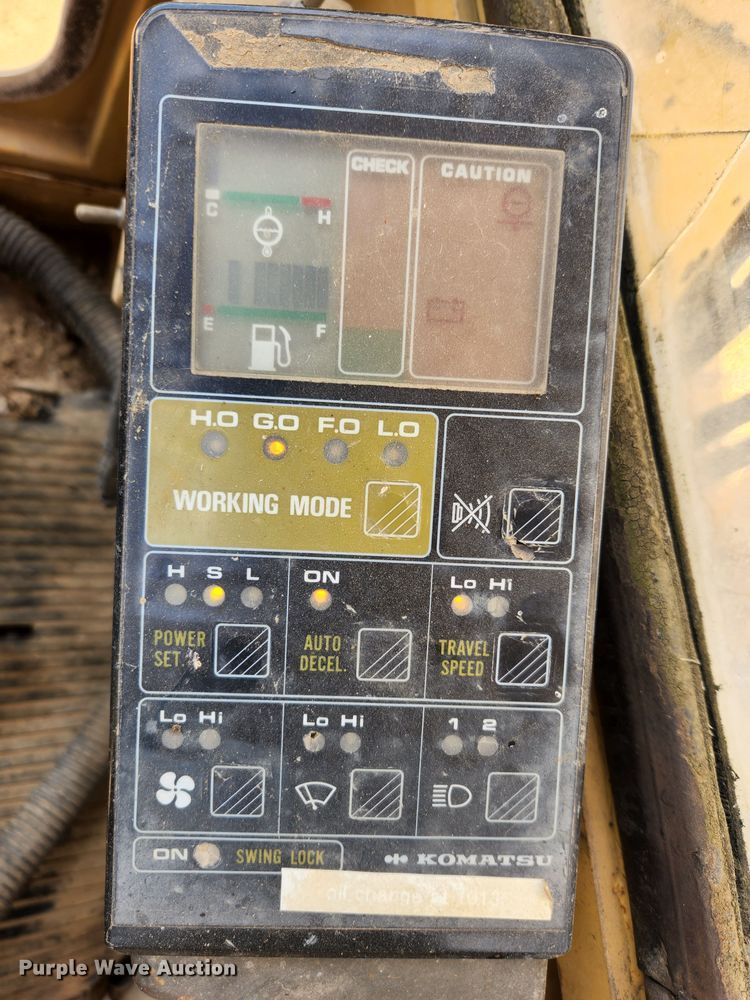 CHECK CAUTION
C H
E F
H.O G.O F.O L.O
WORKING MODE
H S L ON Lo Hi
POWER SET. AUTO DECEL. TRAVEL SPEED
Lo Hi Lo Hi 1 2
ON SWING LOCK KOMATSU
oil change
Purple Wave Auction